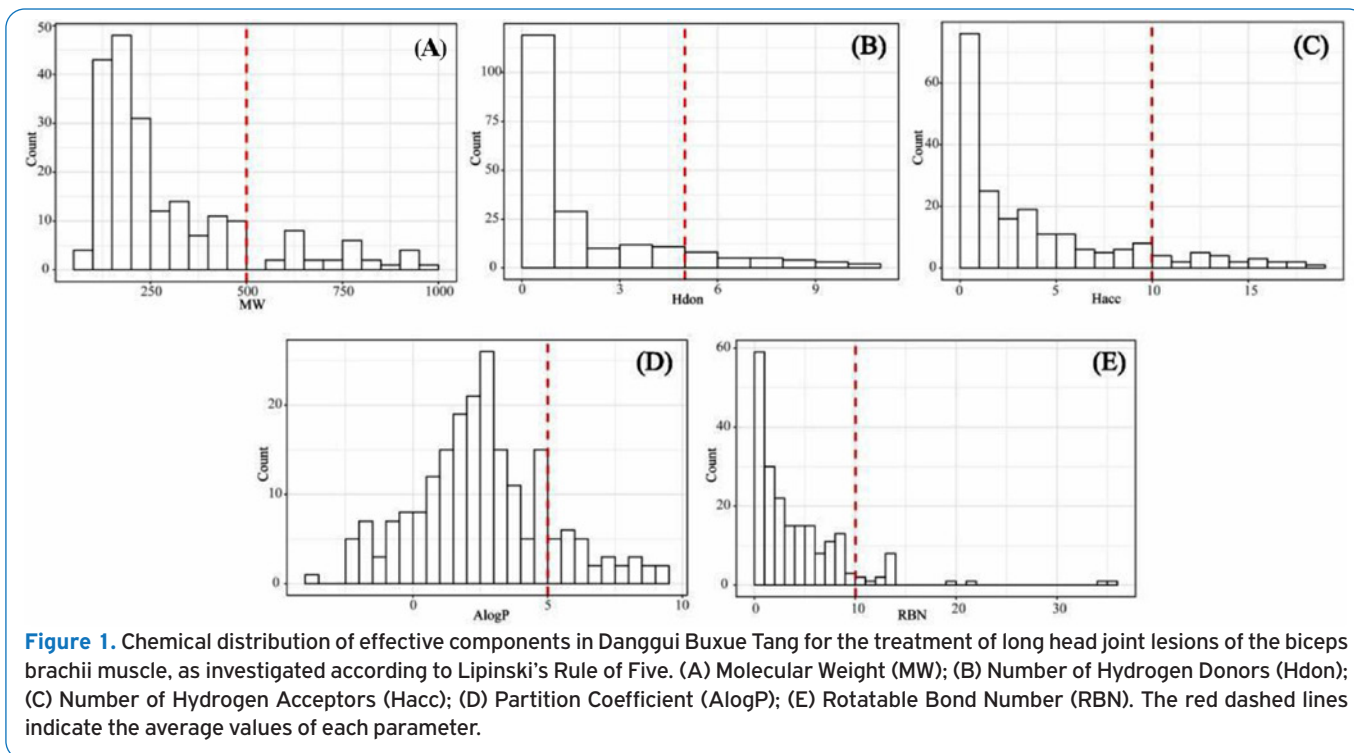 50
40
30
20
10
0
Count
250
500
750
1000
MW
(A)
100
75
50
25
0
Count
0
3
6
9
Hdon
(B)
60
40
20
0
Count
0
5
10
15
Hacc
(C)
20
10
0
Count
0
5
10
AlogP
(D)
60
40
20
0
Count
0
10
20
30
RBN
(E)
Figure 1. Chemical distribution of effective components in Danggui Buxue Tang for the treatment of long head joint lesions of the biceps
brachii muscle, as investigated according to Lipinski's Rule of Five. (A) Molecular Weight (MW); (B) Number of Hydrogen Donors (Hdon);
(C) Number of Hydrogen Acceptors (Hacc); (D) Partition Coefficient (AlogP); (E) Rotatable Bond Number (RBN). The red dashed lines
indicate the average values of each parameter.